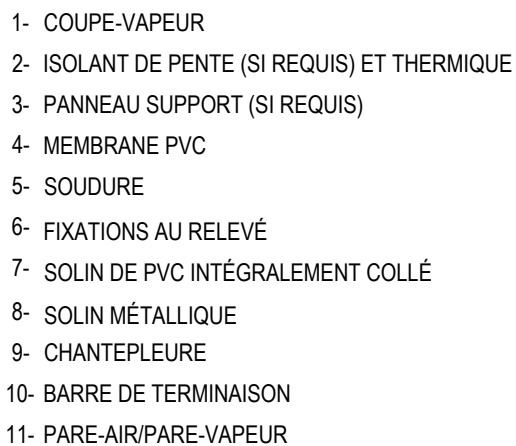 1- COUPE-VAPEUR
2- ISOLANT DE PENTE (SI REQUIS) ET THERMIQUE
3- PANNEAU SUPPORT (SI REQUIS)
4- MEMBRANE PVC
5- SOUDURE
6- FIXATIONS AU RELEVÉ
7- SOLIN DE PVC INTÉGRALEMENT COLLÉ
8- SOLIN MÉTALLIQUE
9- CHANTEPLEURE
10- BARRE DE TERMINAISON
11- PARE-AIR/PARE-VAPEUR